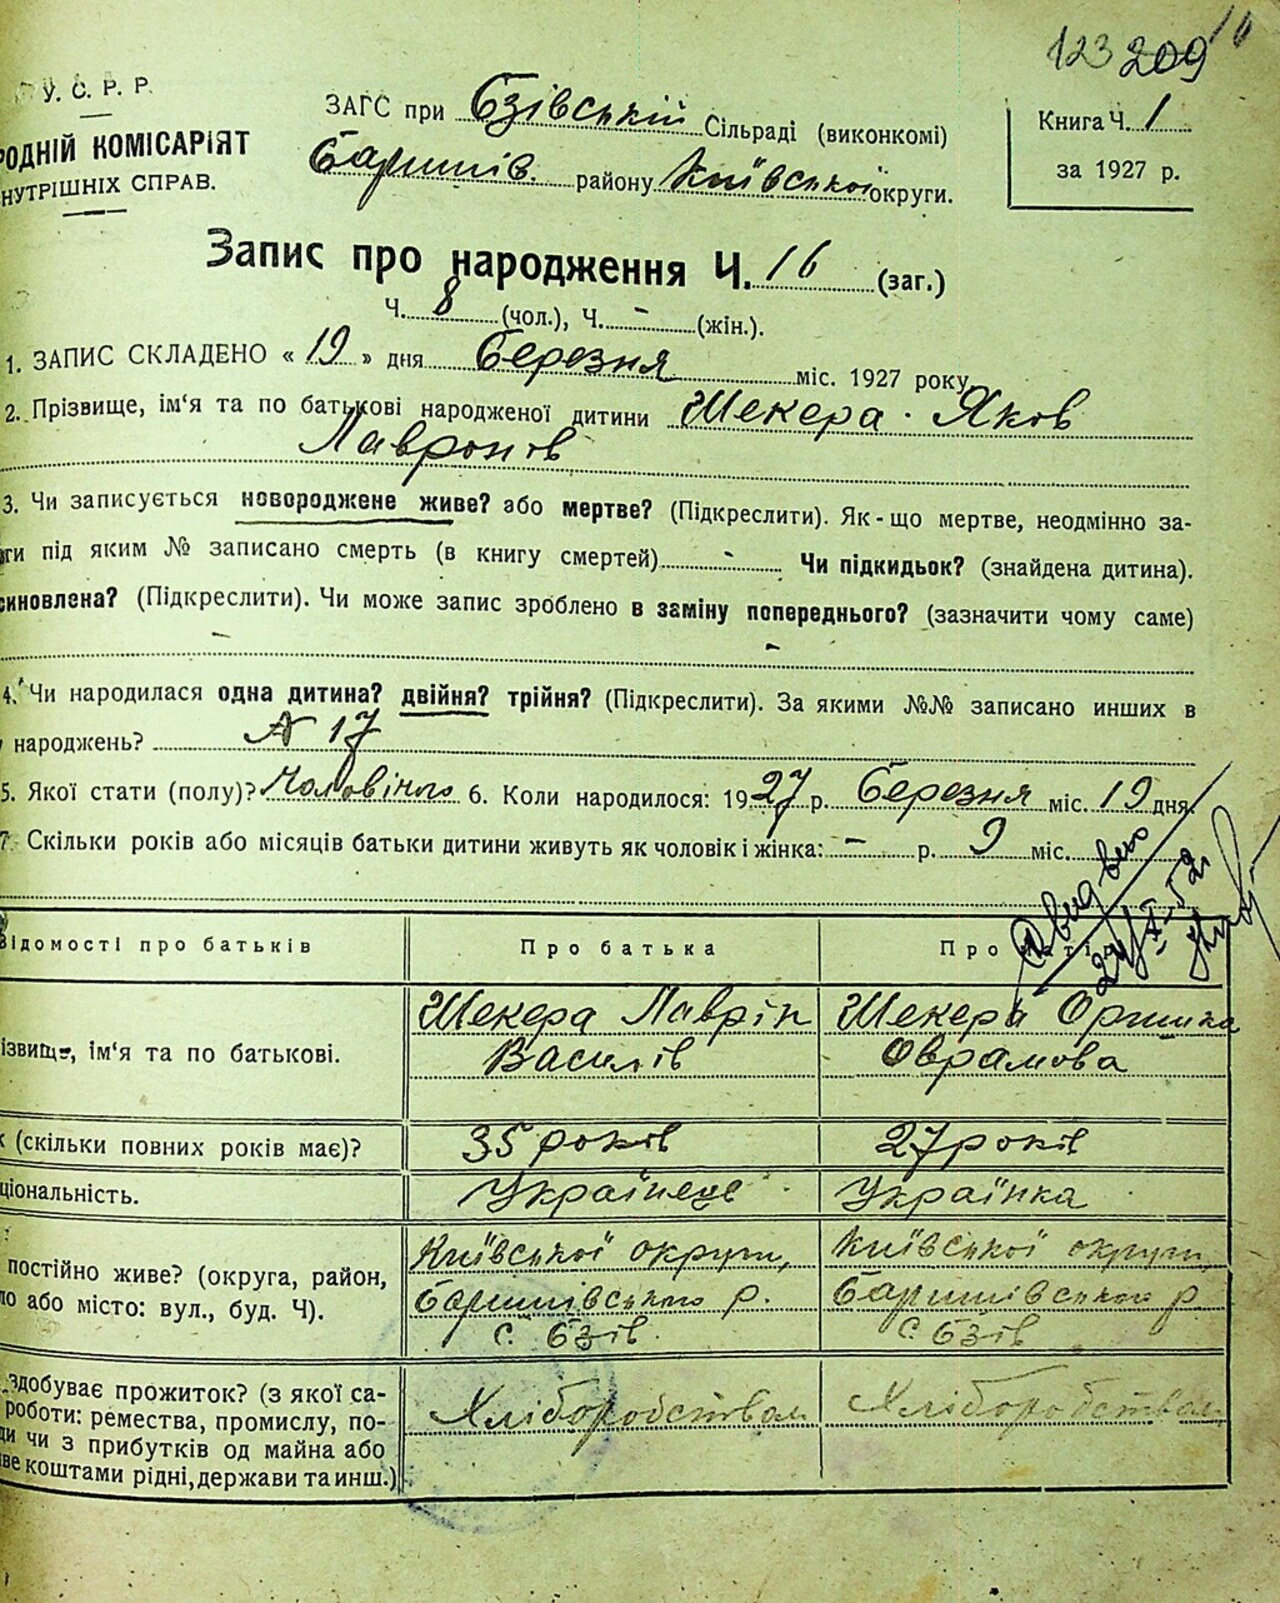 123 209
У. С. Р. Р.
РОДНІЙ КОМІСАРІЯТ
НУТРІШНІХ СПРАВ.
ЗАГС при Бзівській Сільраді (виконкомі)
Баришів. району Київської округи.
Книга Ч. 1
за 1927 р.
Запис про народження Ч. 16 (заг.)
Ч. 8 (чол.), Ч. - (жін.).
1. ЗАПИС СКЛАДЕНО « 19 » дня Березня міс. 1927 року
2. Прізвище, ім'я та по батькові народженої дитини Шекера Яков
Лавронов
3. Чи записується новороджене живе? або мертве? (Підкреслити). Як-що мертве, неодмінно за-
ги під яким № записано смерть (в книгу смертей) - Чи підкидьок? (знайдена дитина).
синовлена? (Підкреслити). Чи може запис зроблено в заміну попереднього? (зазначити чому саме)
- -
4. Чи народилася одна дитина? двійня? трійня? (Підкреслити). За якими №№ записано инших в
народжень? № 17
5. Якої стати (полу)? Чоловічого 6. Коли народилося: 1927 р. Березня міс. 19 дня.
7. Скільки років або місяців батьки дитини живуть як чоловік і жінка: - р. 9 міс.
відомості про батьків
Про батька
Про
ізвище, ім'я та по батькові.
Шекера Лаврін
Василів
Шекера Оришка
Оврамова
к (скільки повних років має)?
35 років
27 років
ціональність.
Українець
Українка
постійно живе? (округа, район,
ло або місто: вул., буд. Ч).
Київської округи,
Баришівського р.
с. Бзів.
Київської округи,
Баришівського р.
с. Бзів
здобуває прожиток? (з якої са-
роботи: ремества, промислу, по-
ди чи з прибутків од майна або
ве коштами рідні, держави та инш.)
Хліборобством
Хліборобством